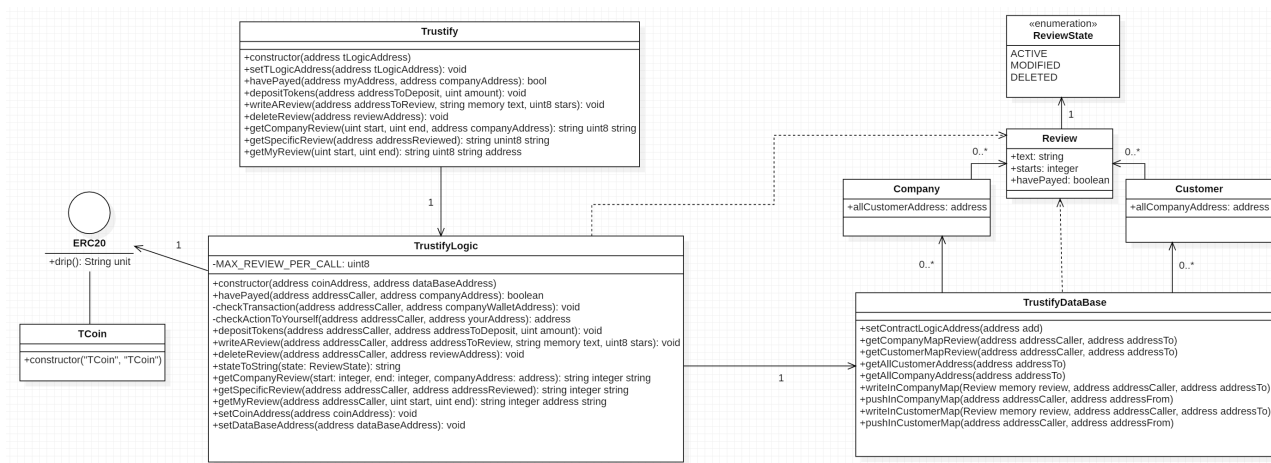 Trustify
+constructor(address tLogicAddress)
+setTLogicAddress(address tLogicAddress): void
+havePayed(address myAddress, address companyAddress): bool
+depositTokens(address addressToDeposit, uint amount): void
+writeAReview(address addressToReview, string memory text, uint8 stars): void
+deleteReview(address reviewAddress): void
+getCompanyReview(uint start, uint end, address companyAddress): string uint8 string
+getSpecificReview(address addressReviewed): string unint8 string
+getMyReview(uint start, uint end): string uint8 string address
1
«enumeration»
ReviewState
ACTIVE
MODIFIED
DELETED
1
Review
+text: string
+starts: integer
+havePayed: boolean
0..*
0..*
Company
+allCustomerAddress: address
Customer
+allCompanyAddress: address
0..*
0..*
ERC20
+drip(): String unit
1
TCoin
+constructor("TCoin", "TCoin")
TrustifyLogic
-MAX_REVIEW_PER_CALL: uint8
+constructor(address coinAddress, address dataBaseAddress)
+havePayed(address addressCaller, address companyAddress): boolean
-checkTransaction(address addressCaller, address companyWalletAddress): void
-checkActionToYourself(address addressCaller, address yourAddress): address
+depositTokens(address addressCaller, address addressToDeposit, uint amount): void
+writeAReview(address addressCaller, address addressToReview, string memory text, uint8 stars): void
+deleteReview(address addressCaller, address reviewAddress): void
+stateToString(state: ReviewState): string
+getCompanyReview(start: integer, end: integer, companyAddress: address): string integer string
+getSpecificReview(address addressCaller, address addressReviewed): string integer string
+getMyReview(address addressCaller, uint start, uint end): string integer address string
+setCoinAddress(address coinAddress): void
+setDataBaseAddress(address dataBaseAddress): void
1
TrustifyDataBase
+setContractLogicAddress(address add)
+getCompanyMapReview(address addressCaller, address addressTo)
+getCustomerMapReview(address addressCaller, address addressTo)
+getAllCustomerAddress(address addressTo)
+getAllCompanyAddress(address addressTo)
+writeInCompanyMap(Review memory review, address addressCaller, address addressTo)
+pushInCompanyMap(address addressCaller, address addressFrom)
+writeInCustomerMap(Review memory review, address addressCaller, address addressTo)
+pushInCustomerMap(address addressCaller, address addressFrom)